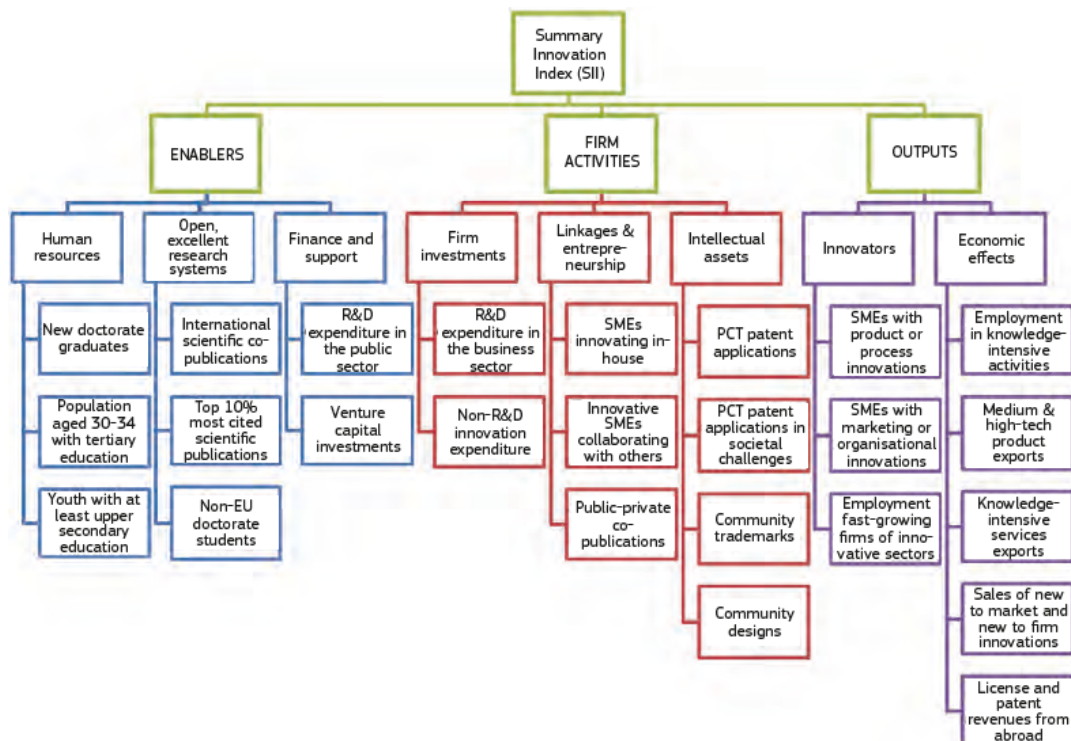 Summary
Innovation
Index (SII)
ENABLERS
FIRM
ACTIVITIES
OUTPUTS
Human
resources
Open,
excellent
research
systems
Finance and
support
Firm
investments
Linkages &
entrepre-
neurship
Intellectual
assets
Innovators
Economic
effects
New doctorate
graduates
International
scientific co-
publications
R&D
expenditure in
the public
sector
R&D
expenditure in
the business
sector
SMEs
innovating in-
house
PCT patent
applications
SMEs with
product or
process
innovations
Employment
in knowledge-
intensive
activities
Population
aged 30-34
with tertiary
education
Top 10%
most cited
scientific
publications
Venture
capital
investments
Non-R&D
innovation
expenditure
Innovative
SMEs
collaborating
with others
PCT patent
applications in
societal
challenges
SMEs with
marketing or
organisational
innovations
Medium &
high-tech
product
exports
Youth with at
least upper
secondary
education
Non-EU
doctorate
students
Public-private
co-
publications
Community
trademarks
Employment
fast-growing
firms of inno-
vative sectors
Knowledge-
intensive
services
exports
Community
designs
Sales of new
to market and
new to firm
innovations
License and
patent
revenues from
abroad